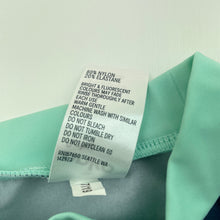 80% NYLON
20% ELASTANE
BRIGHT & FLUORESCENT
COLOURS MAY FADE
RINSE THOROUGHLY AFTER
EACH USE
WARM GENTLE
MACHINE WASH WITH SIMILAR
COLOURS
DO NOT BLEACH
DO NOT TUMBLE DRY
DO NOT IRON
DO NOT DRYCLEAN
SEATTLE WA